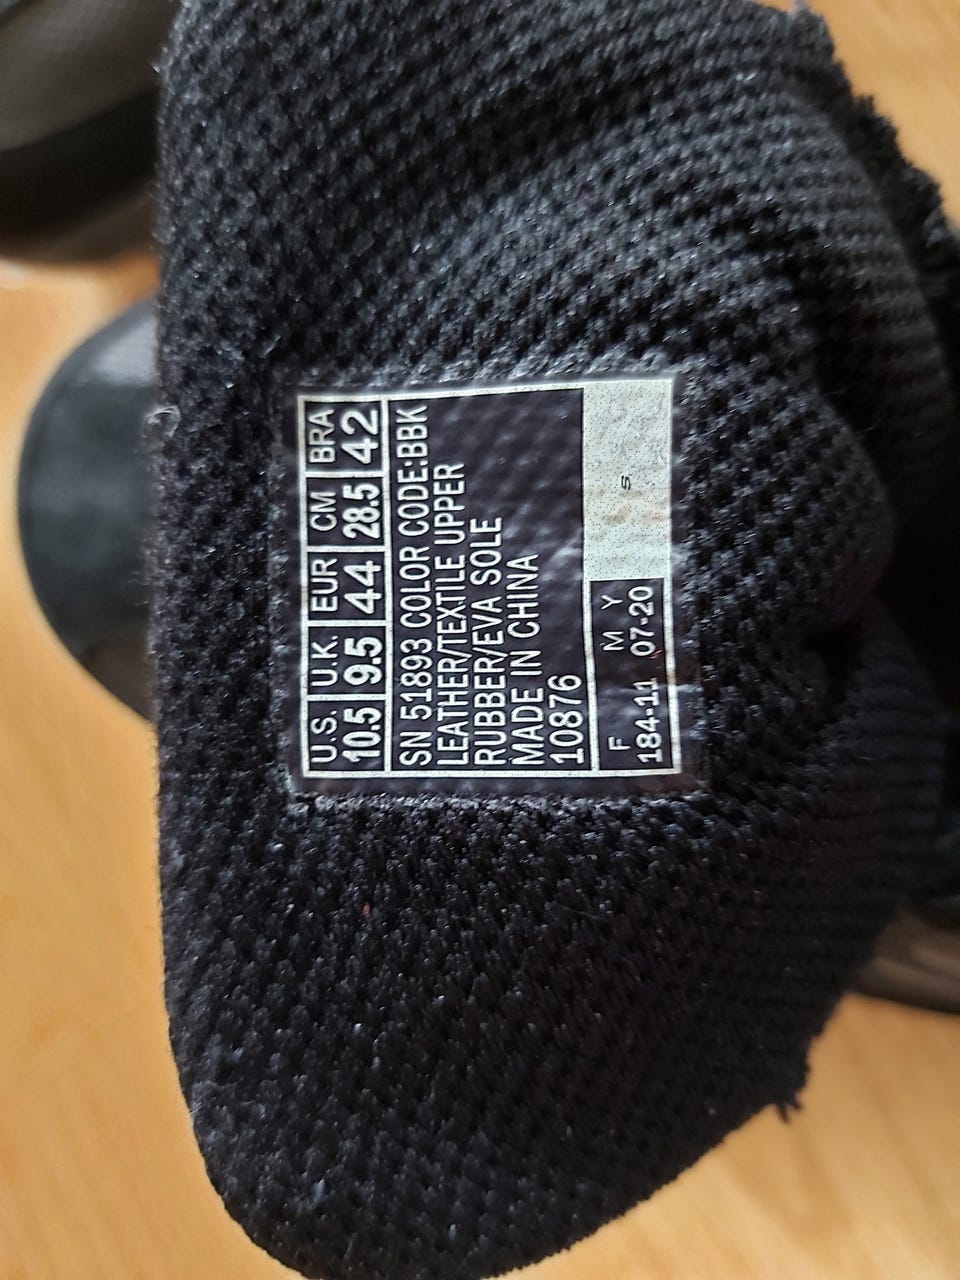 U.S. U.K. EUR CM BRA
10.5 9.5 44 28.5 42
SN 51893 COLOR CODE:BBK
LEATHER/TEXTILE UPPER
RUBBER/EVA SOLE
MADE IN CHINA
10876
F M Y
184-11 07-20
S